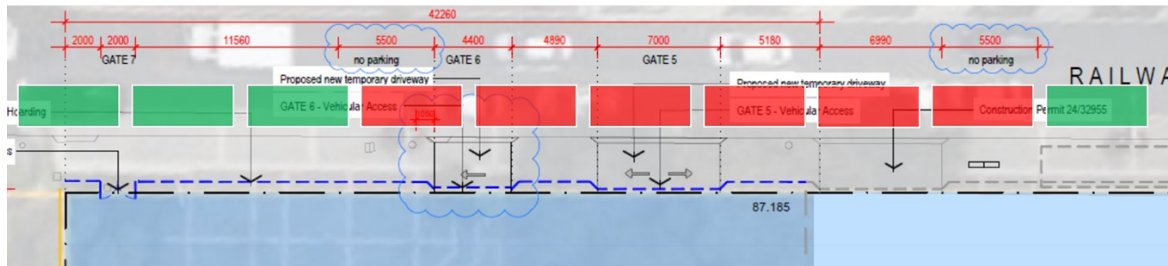 42260
2000 2000 11560 5500 4400 4890 7000 5180 6990 5500
GATE 7 no parking GATE 6 GATE 5 no parking
Proposed new temporary driveway Proposed new temporary driveway
RAILWA
Hoarding GATE 6 - Vehicular Access GATE 5 - Vehicular Access Construction Permit 24/32955
s
87.185